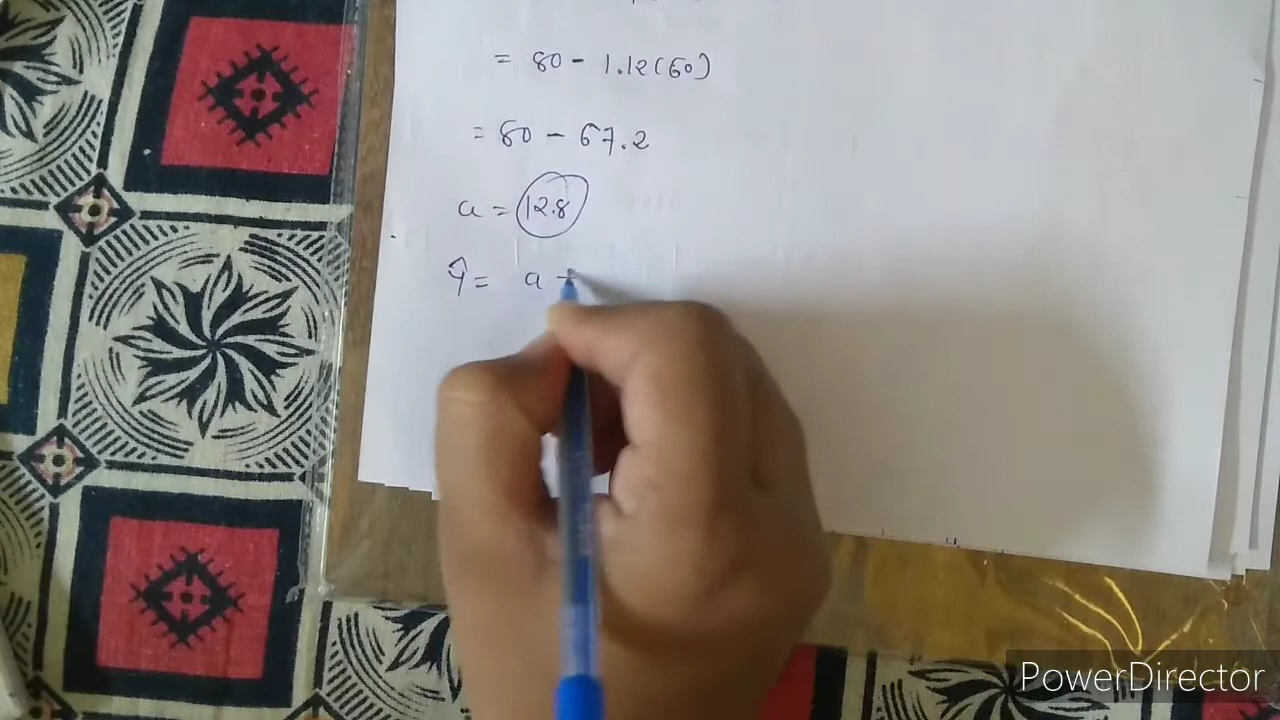 = 80 - 1.12(60)
= 80 - 67.2
a = 12.8
Ŷ = a +
PowerDirector